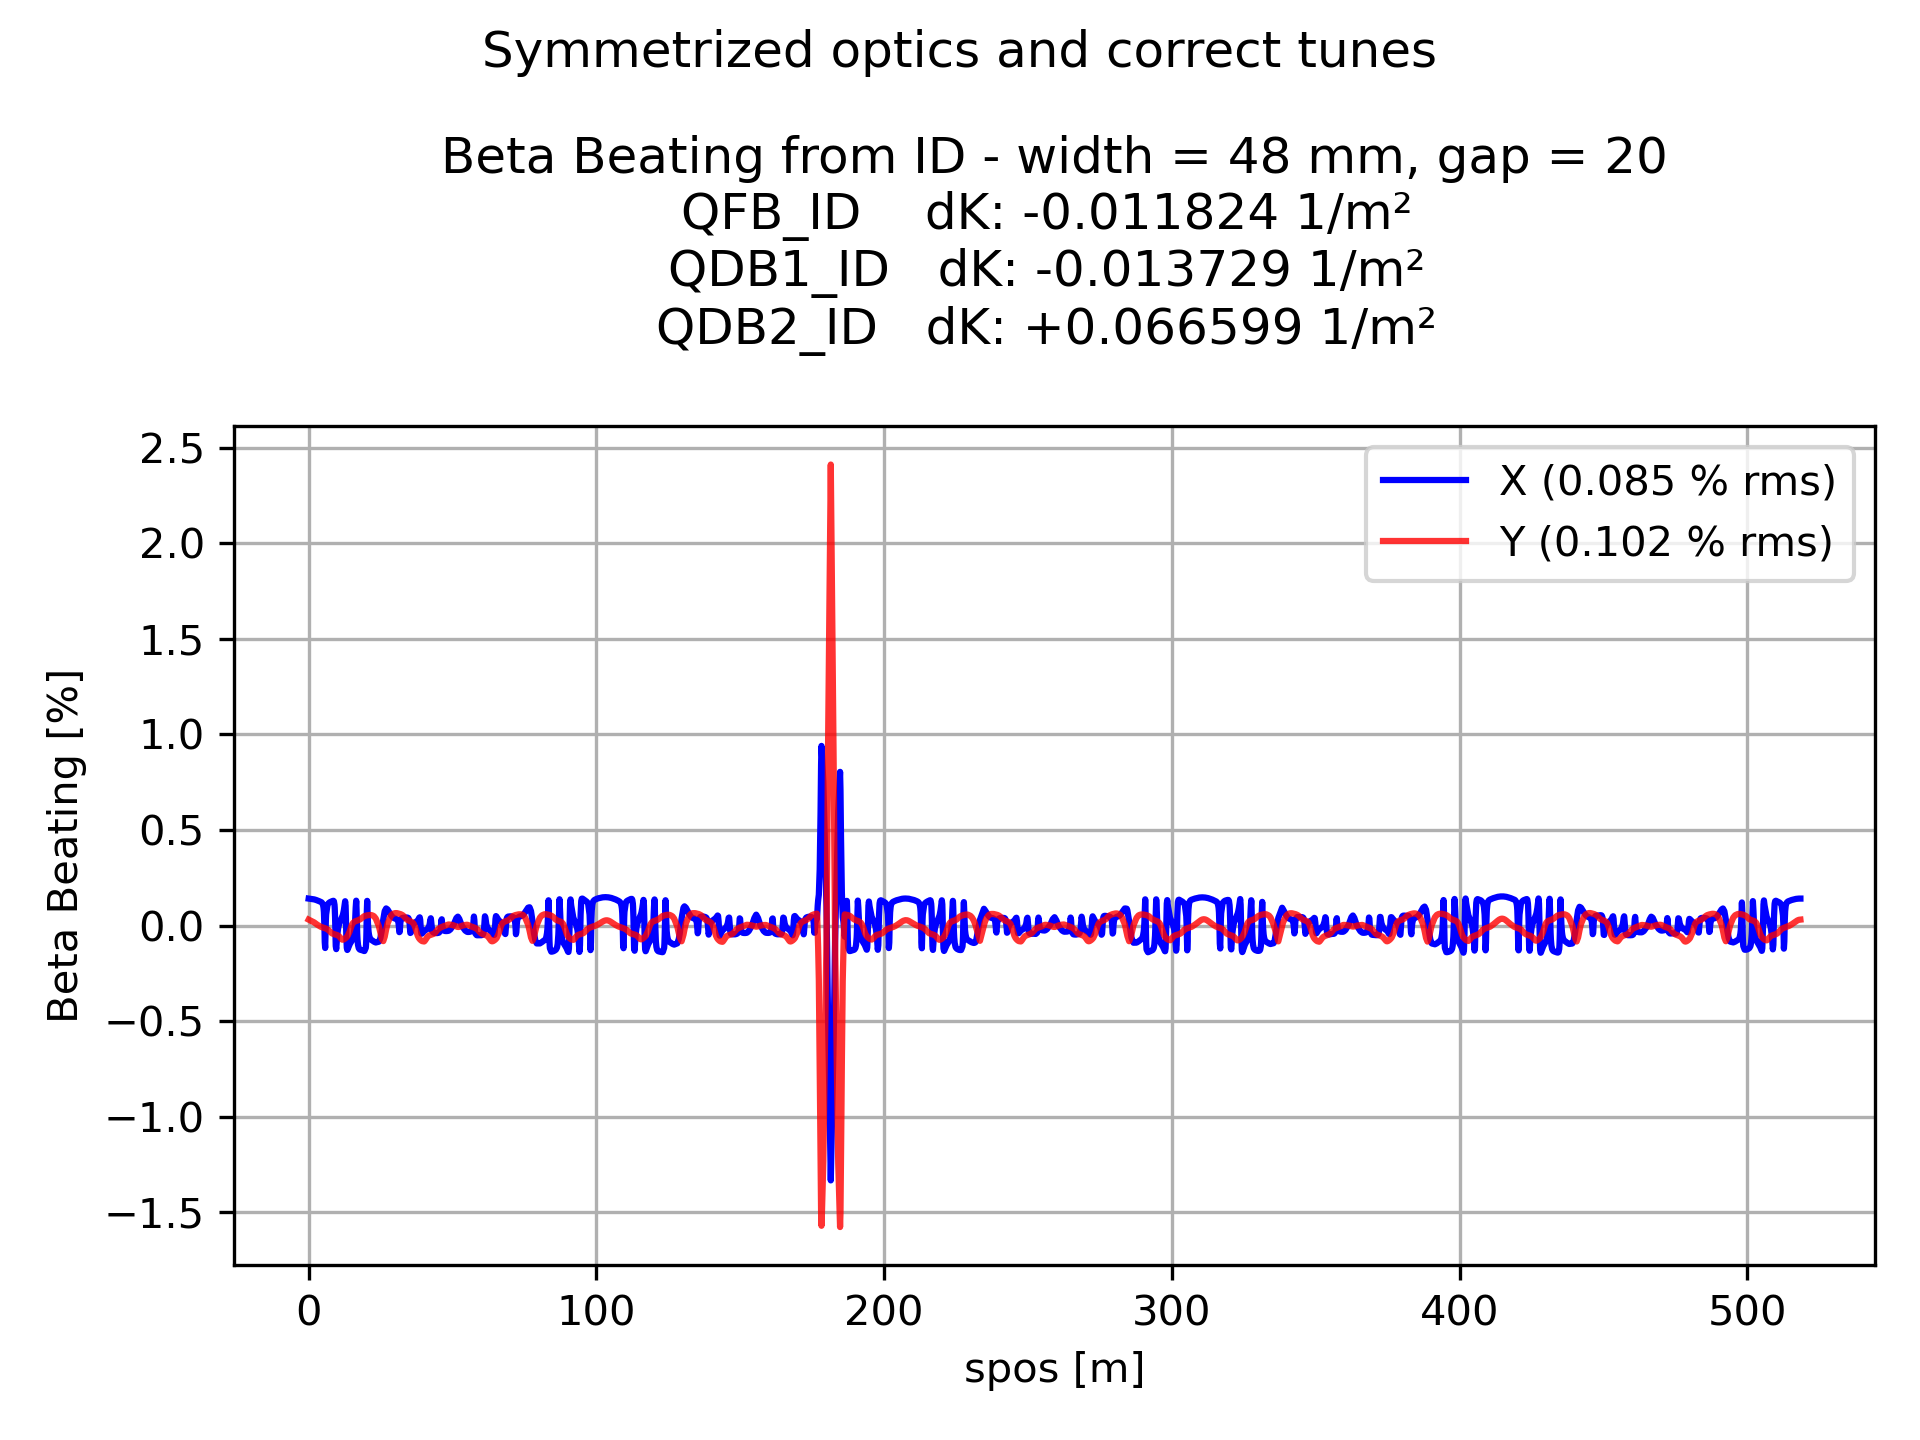 Symmetrized optics and correct tunes
Beta Beating from ID - width = 48 mm, gap = 20
QFB_ID dK: -0.011824 1/m²
QDB1_ID dK: -0.013729 1/m²
QDB2_ID dK: +0.066599 1/m²
X (0.085 % rms)
Y (0.102 % rms)
Beta Beating [%]
2.5
2.0
1.5
1.0
0.5
0.0
−0.5
−1.0
−1.5
0 100 200 300 400 500
spos [m]